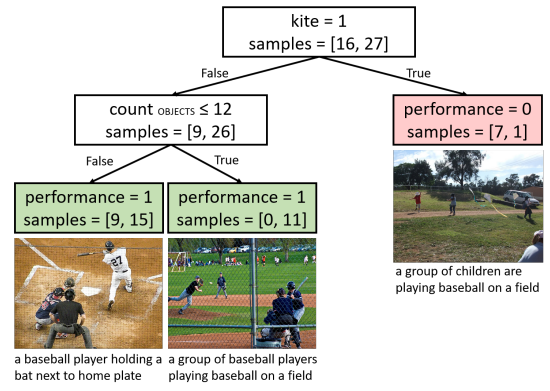 kite = 1
samples = [16, 27]
False
True
count OBJECTS ≤ 12
samples = [9, 26]
performance = 0
samples = [7, 1]
False
True
performance = 1
samples = [9, 15]
performance = 1
samples = [0, 11]
27
a group of children are
playing baseball on a field
a baseball player holding a
bat next to home plate
a group of baseball players
playing baseball on a field